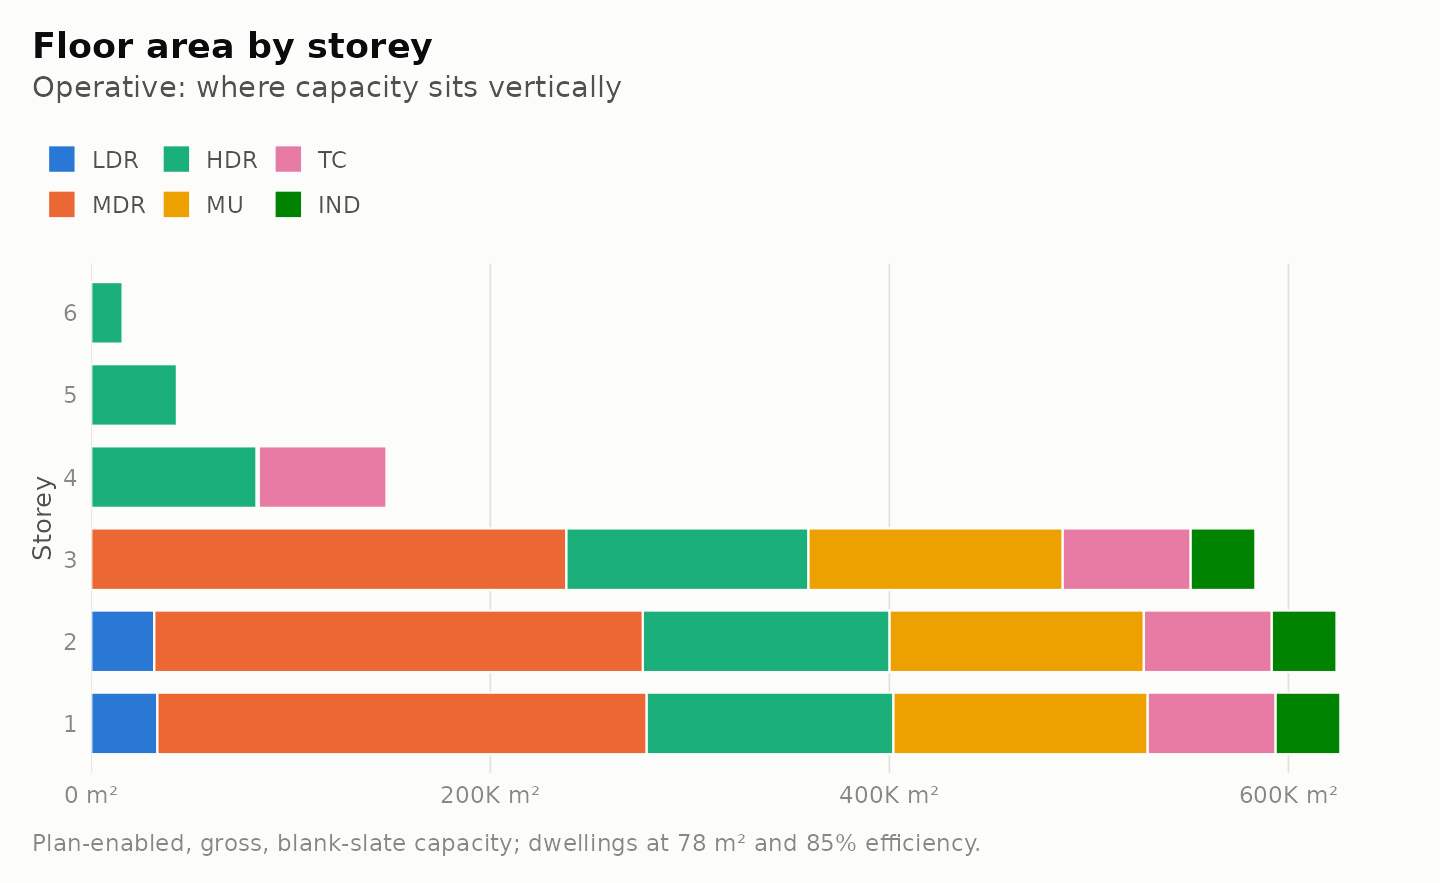 Floor area by storey
Operative: where capacity sits vertically
LDR HDR TC
MDR MU IND
6
5
4
Storey
3
2
1
0 m² 200K m² 400K m² 600K m²
Plan-enabled, gross, blank-slate capacity; dwellings at 78 m² and 85% efficiency.